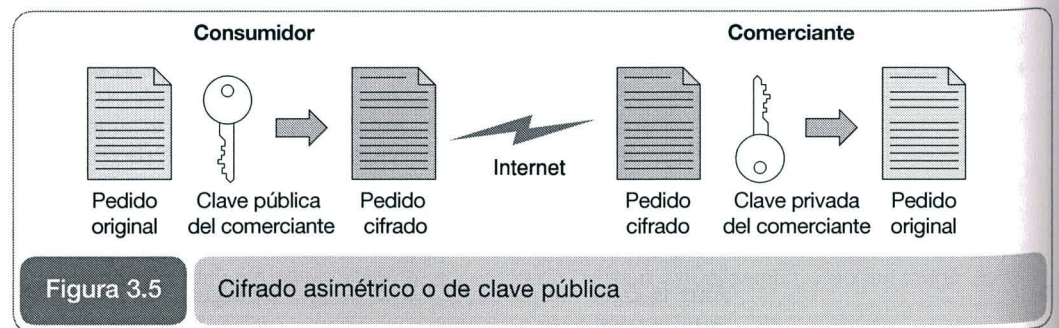 Consumidor
Comerciante
Internet
Pedido
original
Clave pública
del comerciante
Pedido
cifrado
Pedido
cifrado
Clave privada
del comerciante
Pedido
original
Figura 3.5
Cifrado asimétrico o de clave pública